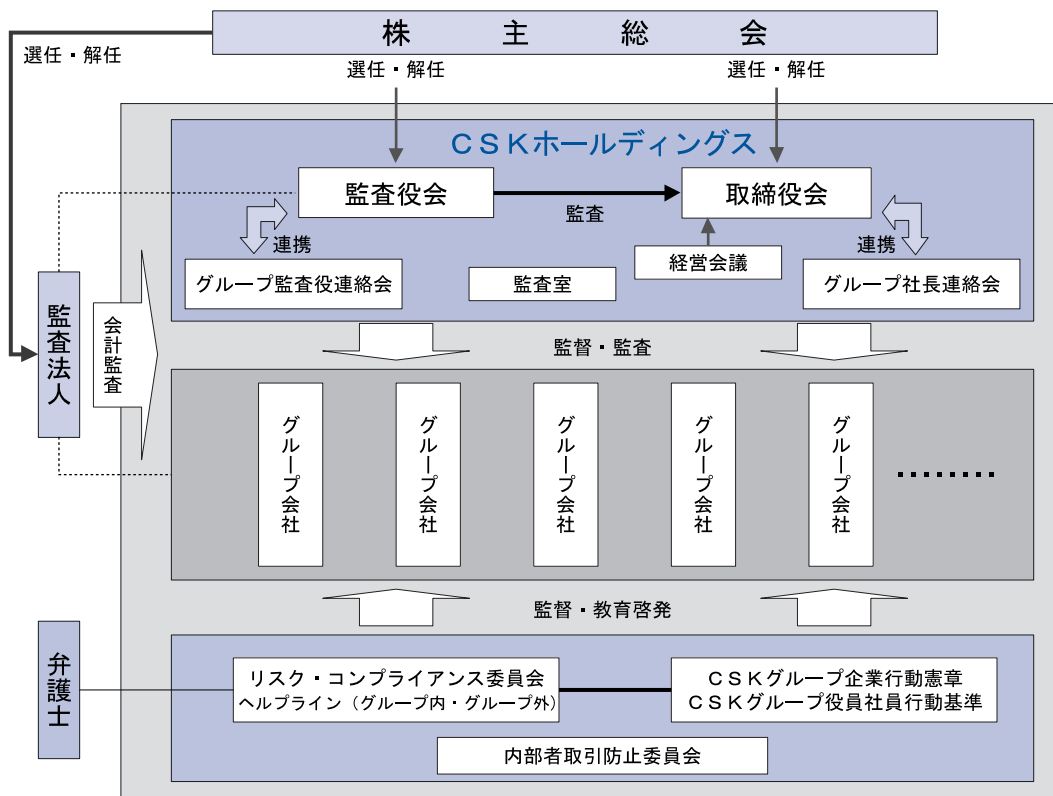 株主総会
選任・解任
選任・解任
選任・解任
CSKホールディングス
監査役会
監査
取締役会
連携
経営会議
連携
グループ監査役連絡会
監査室
グループ社長連絡会
監査法人
会計監査
監督・監査
グループ会社
グループ会社
グループ会社
グループ会社
グループ会社
………
監督・教育啓発
弁護士
リスク・コンプライアンス委員会
ヘルプライン（グループ内・グループ外）
CSKグループ企業行動憲章
CSKグループ役員社員行動基準
内部者取引防止委員会